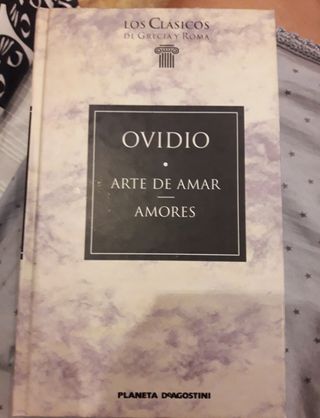 LOS CLÁSICOS
DE GRECIA Y ROMA
OVIDIO
ARTE DE AMAR
AMORES
PLANETA DEAGOSTINI